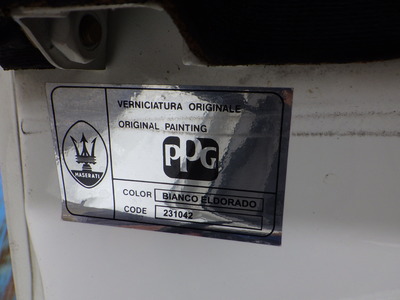 VERNICIATURA ORIGINALE
ORIGINAL PAINTING
PPG
MASERATI
COLOR BIANCO ELDORADO
CODE 231042